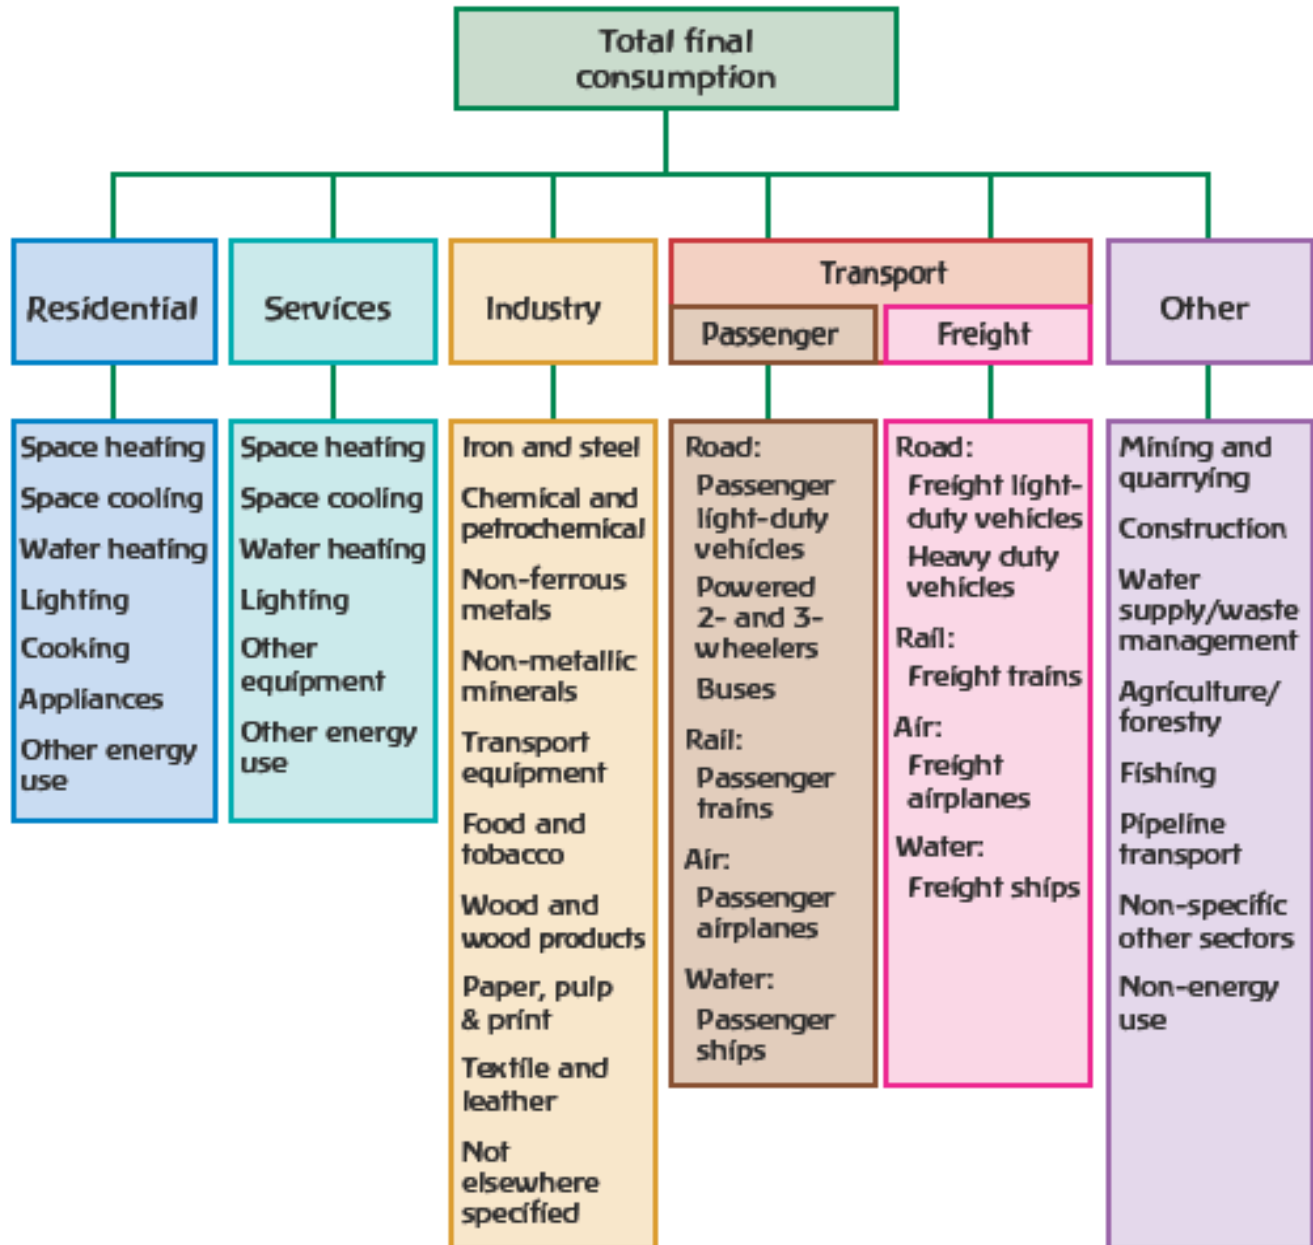 Total final
consumption
Residential
Services
Industry
Transport
Passenger
Freight
Other
Space heating
Space cooling
Water heating
Lighting
Cooking
Appliances
Other energy
use
Space heating
Space cooling
Water heating
Lighting
Other
equipment
Other energy
use
Iron and steel
Chemical and
petrochemical
Non-ferrous
metals
Non-metallic
minerals
Transport
equipment
Food and
tobacco
Wood and
wood products
Paper, pulp
& print
Textile and
leather
Not
elsewhere
specified
Road:
Passenger
light-duty
vehicles
Powered
2- and 3-
wheelers
Buses
Rail:
Passenger
trains
Air:
Passenger
airplanes
Water:
Passenger
ships
Road:
Freight light-
duty vehicles
Heavy duty
vehicles
Rail:
Freight trains
Air:
Freight
airplanes
Water:
Freight ships
Mining and
quarrying
Construction
Water
supply/waste
management
Agriculture/
forestry
Fishing
Pipeline
transport
Non-specific
other sectors
Non-energy
use